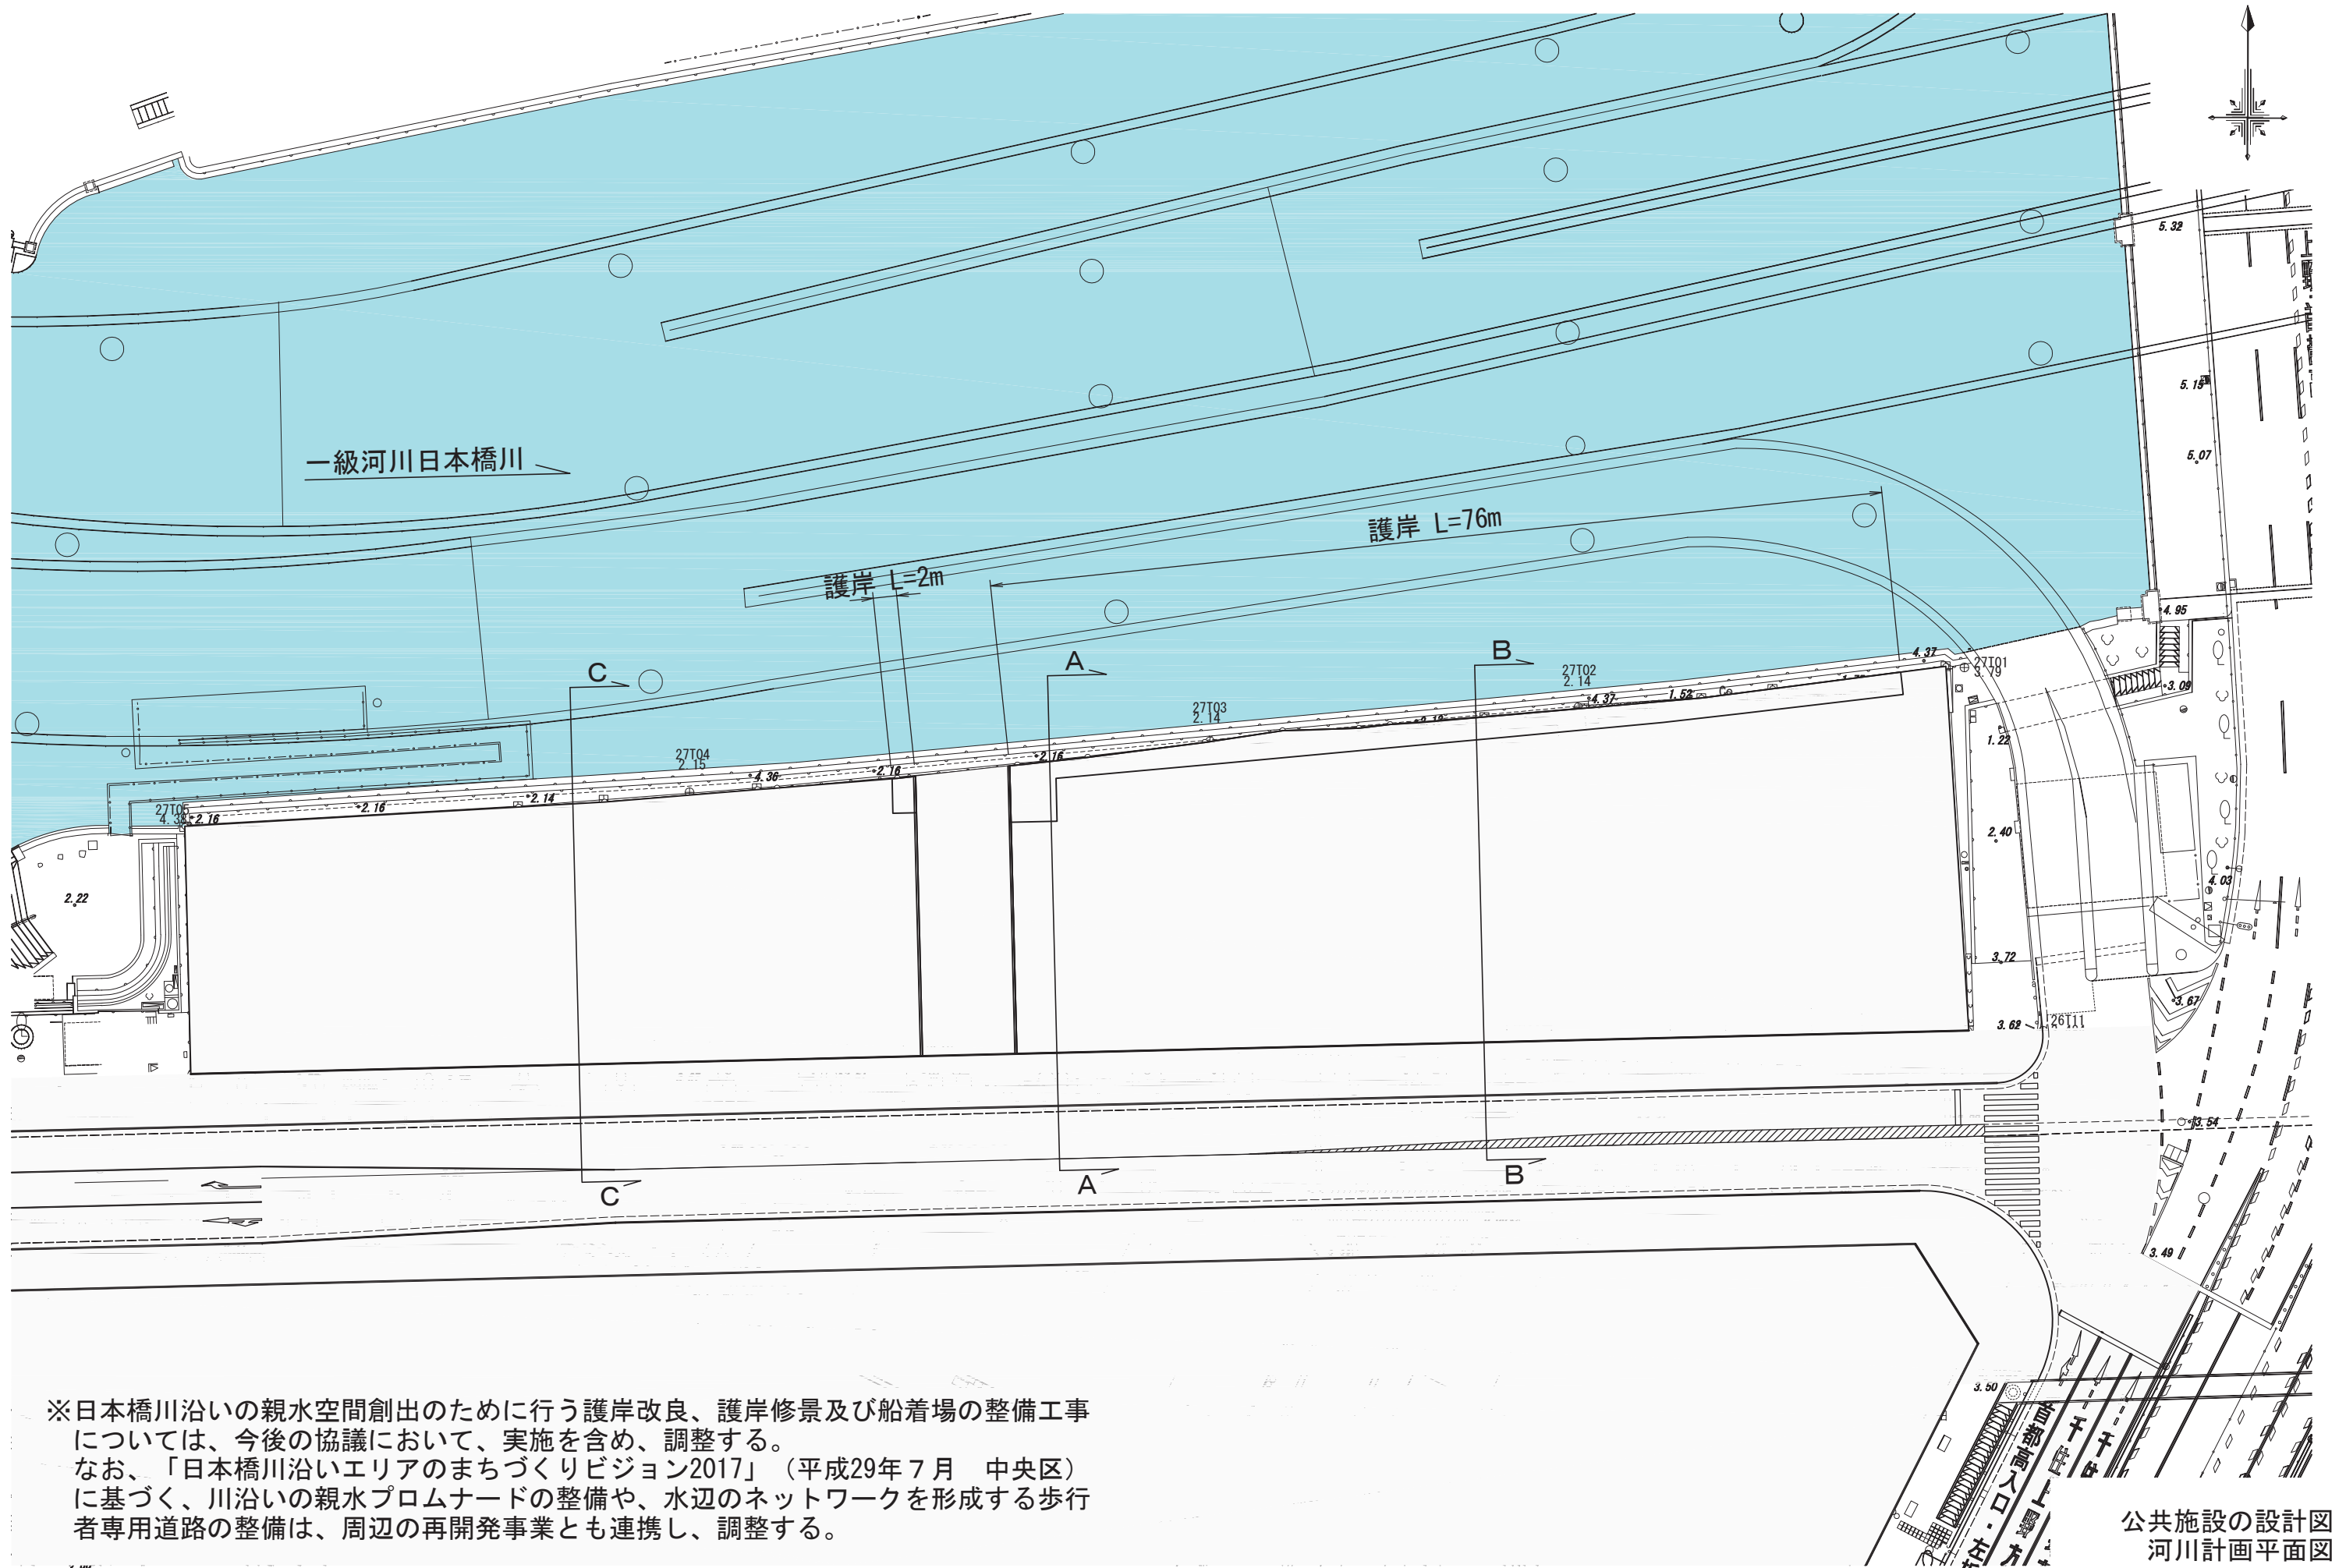 5.32
5.15
一級河川日本橋川
5.07
護岸 L=76m
護岸 L=2m
4.95
B
A
C
4.37
27T01
3.79
27T02
2.14
4.37
1.52
Co
3.09
27T03
2.14
1.22
27T04
2.15
2.16
4.36
2.16
2.14
2.16
2.16
2.40
4.03
2.22
3.72
3.67
3.62
26T11
3.54
B
A
C
3.49
3.50
首都高入口・左
※日本橋川沿いの親水空間創出のために行う護岸改良、護岸修景及び船着場の整備工事
については、今後の協議において、実施を含め、調整する。
なお、「日本橋川沿いエリアのまちづくりビジョン2017」（平成29年７月　中央区）
に基づく、川沿いの親水プロムナードの整備や、水辺のネットワークを形成する歩行
者専用道路の整備は、周辺の再開発事業とも連携し、調整する。
公共施設の設計図
河川計画平面図